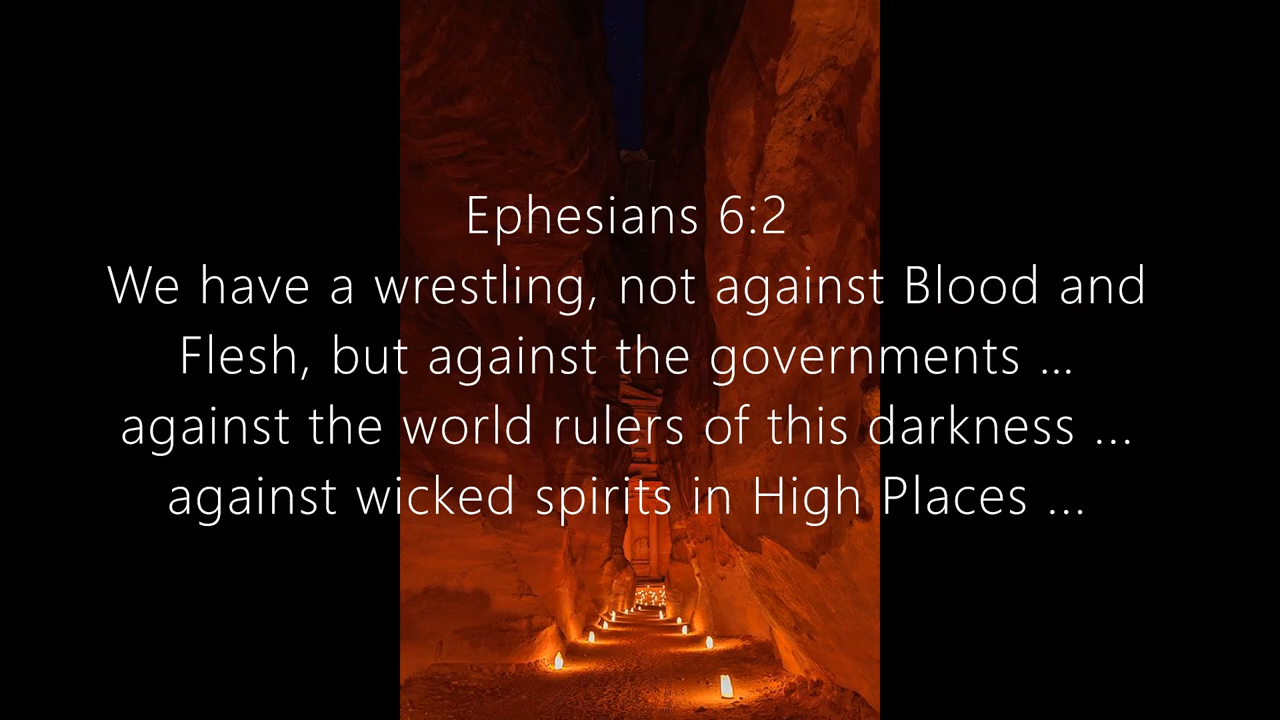 Ephesians 6:2
We have a wrestling, not against Blood and
Flesh, but against the governments ...
against the world rulers of this darkness ...
against wicked spirits in High Places ...